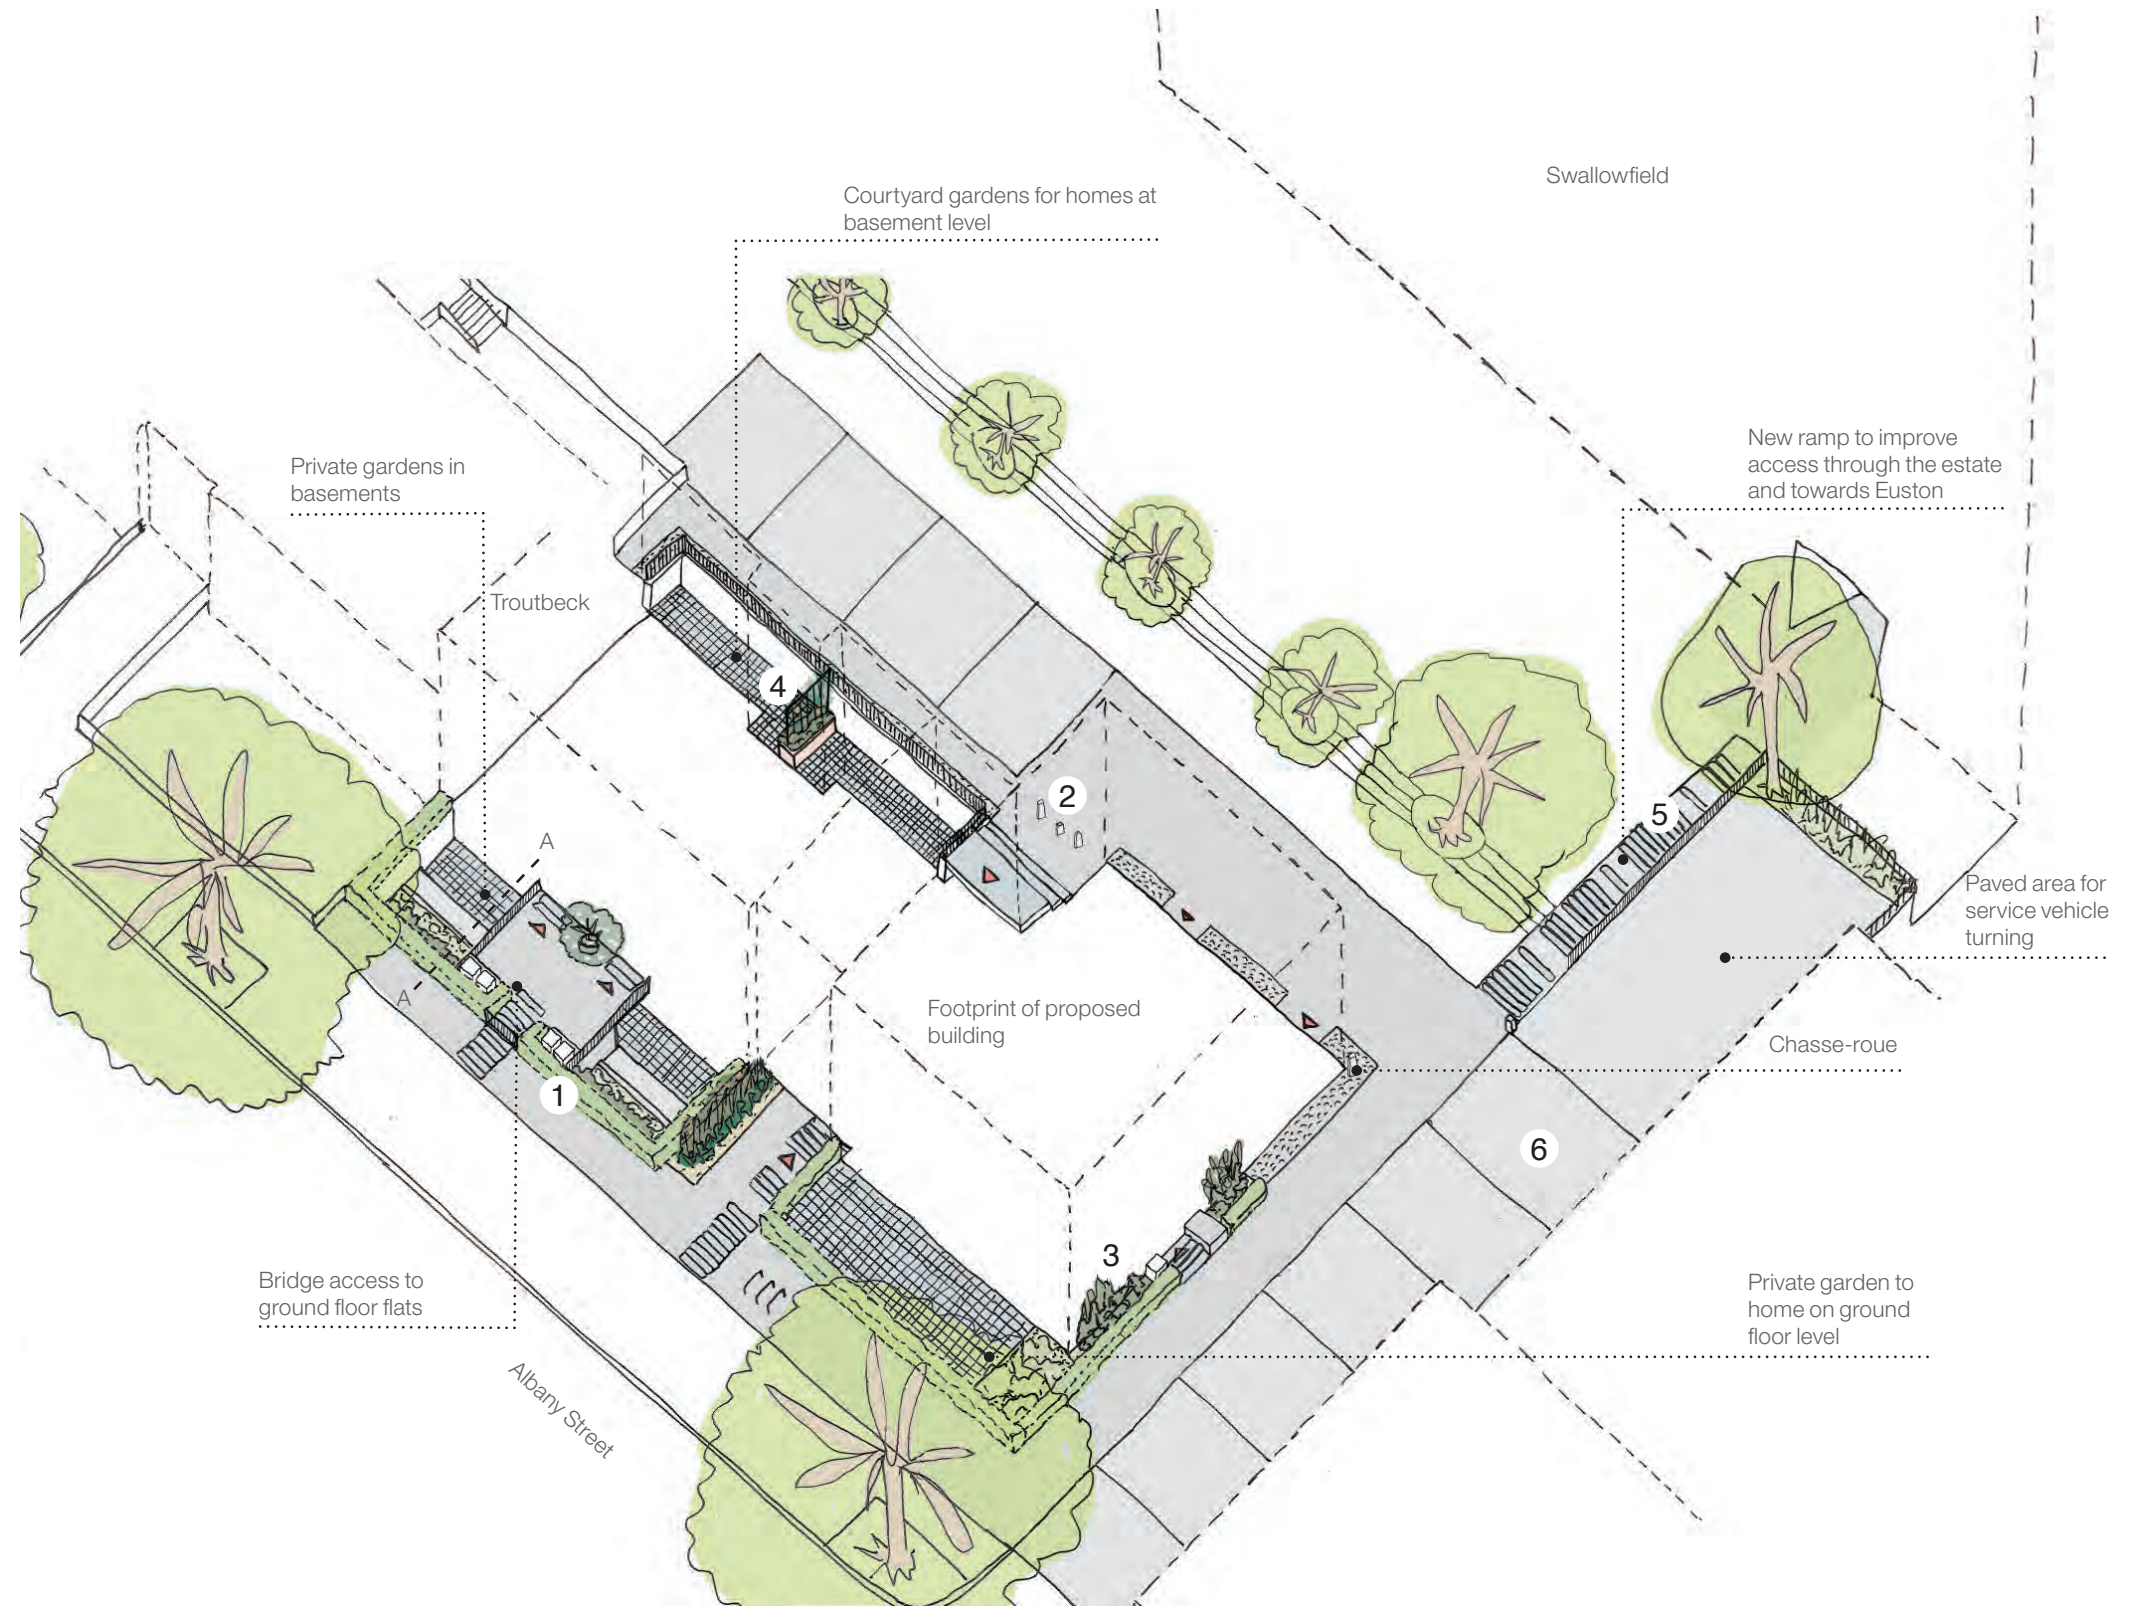 Swallowfield
Courtyard gardens for homes at
basement level
New ramp to improve
access through the estate
and towards Euston
Private gardens in
basements
Troutbeck
4
2
5
A
A
Paved area for
service vehicle
turning
Footprint of proposed
building
Chasse-roue
1
6
3
Bridge access to
ground floor flats
Private garden to
home on ground
floor level
Albany Street